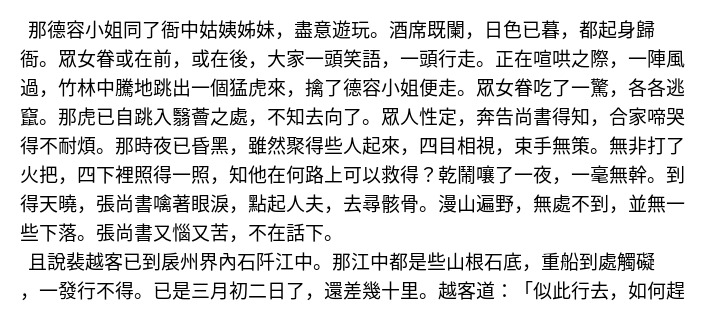 那德容小姐同了衙中姑姨姊妹，盡意遊玩。酒席既闌，日色已暮，都起身歸
衙。眾女眷或在前，或在後，大家一頭笑語，一頭行走。正在喧哄之際，一陣風
過，竹林中騰地跳出一個猛虎來，擒了德容小姐便走。眾女眷吃了一驚，各各逃
竄。那虎已自跳入翳薈之處，不知去向了。眾人性定，奔告尚書得知，合家啼哭
得不耐煩。那時夜已昏黑，雖然聚得些人起來，四目相視，束手無策。無非打了
火把，四下裡照得一照，知他在何路上可以救得？乾鬧嚷了一夜，一毫無幹。到
得天曉，張尚書噙著眼淚，點起人夫，去尋骸骨。漫山遍野，無處不到，並無一
些下落。張尚書又惱又苦，不在話下。
且說裴越客已到扆州界內石阡江中。那江中都是些山根石底，重船到處觸礙
，一發行不得。已是三月初二日了，還差幾十里。越客道：「似此行去，如何趕